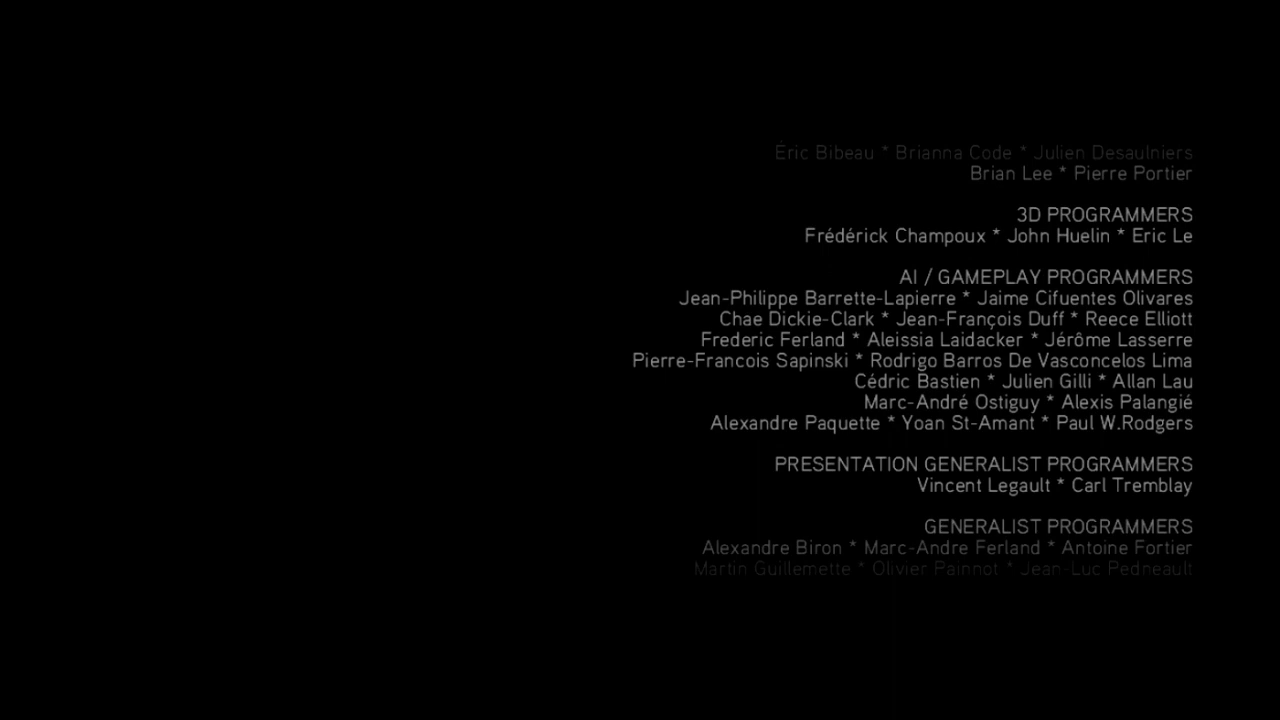 Éric Bibeau * Brianna Code * Julien Desaulniers
Brian Lee * Pierre Portier
3D PROGRAMMERS
Frédérick Champoux * John Huelin * Eric Le
AI / GAMEPLAY PROGRAMMERS
Jean-Philippe Barrette-Lapierre * Jaime Cifuentes Olivares
Chae Dickie-Clark * Jean-François Duff * Reece Elliott
Frederic Ferland * Aleissia Laidacker * Jérôme Lasserre
Pierre-Francois Sapinski * Rodrigo Barros De Vasconcelos Lima
Cédric Bastien * Julien Gilli * Allan Lau
Marc-André Ostiguy * Alexis Palangié
Alexandre Paquette * Yoan St-Amant * Paul W.Rodgers
PRESENTATION GENERALIST PROGRAMMERS
Vincent Legault * Carl Tremblay
GENERALIST PROGRAMMERS
Alexandre Biron * Marc-Andre Ferland * Antoine Fortier
Martin Guillemette * Olivier Painnot * Jean-Luc Pedneault